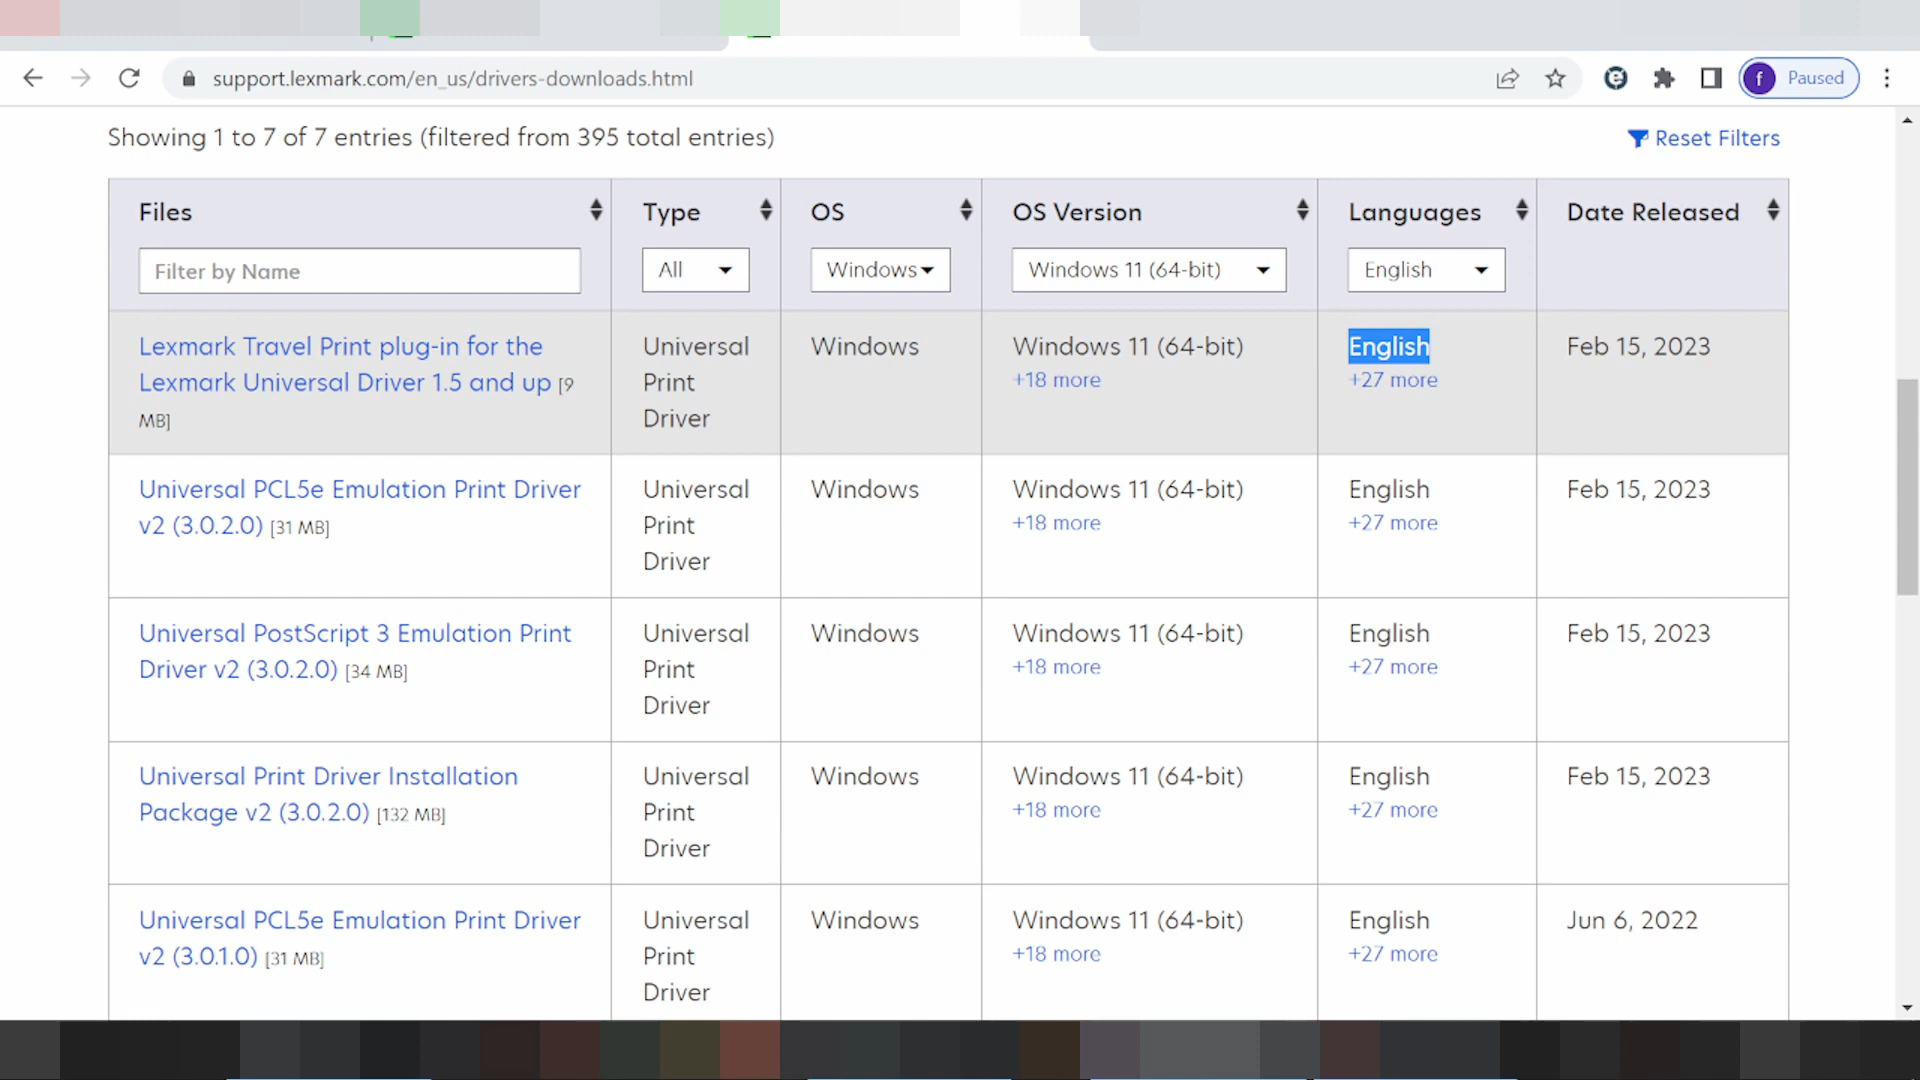 support.lexmark.com/en_us/drivers-downloads.html
f
Paused
Showing 1 to 7 of 7 entries (filtered from 395 total entries)
Reset Filters
Files
Type
OS
OS Version
Languages
Date Released
Filter by Name
All
Windows
Windows 11 (64-bit)
English
Lexmark Travel Print plug-in for the
Lexmark Universal Driver 1.5 and up [9
MB]
Universal
Print
Driver
Windows
Windows 11 (64-bit)
+18 more
English
+27 more
Feb 15, 2023
Universal PCL5e Emulation Print Driver
v2 (3.0.2.0) [31 MB]
Universal
Print
Driver
Windows
Windows 11 (64-bit)
+18 more
English
+27 more
Feb 15, 2023
Universal PostScript 3 Emulation Print
Driver v2 (3.0.2.0) [34 MB]
Universal
Print
Driver
Windows
Windows 11 (64-bit)
+18 more
English
+27 more
Feb 15, 2023
Universal Print Driver Installation
Package v2 (3.0.2.0) [132 MB]
Universal
Print
Driver
Windows
Windows 11 (64-bit)
+18 more
English
+27 more
Feb 15, 2023
Universal PCL5e Emulation Print Driver
v2 (3.0.1.0) [31 MB]
Universal
Print
Driver
Windows
Windows 11 (64-bit)
+18 more
English
+27 more
Jun 6, 2022